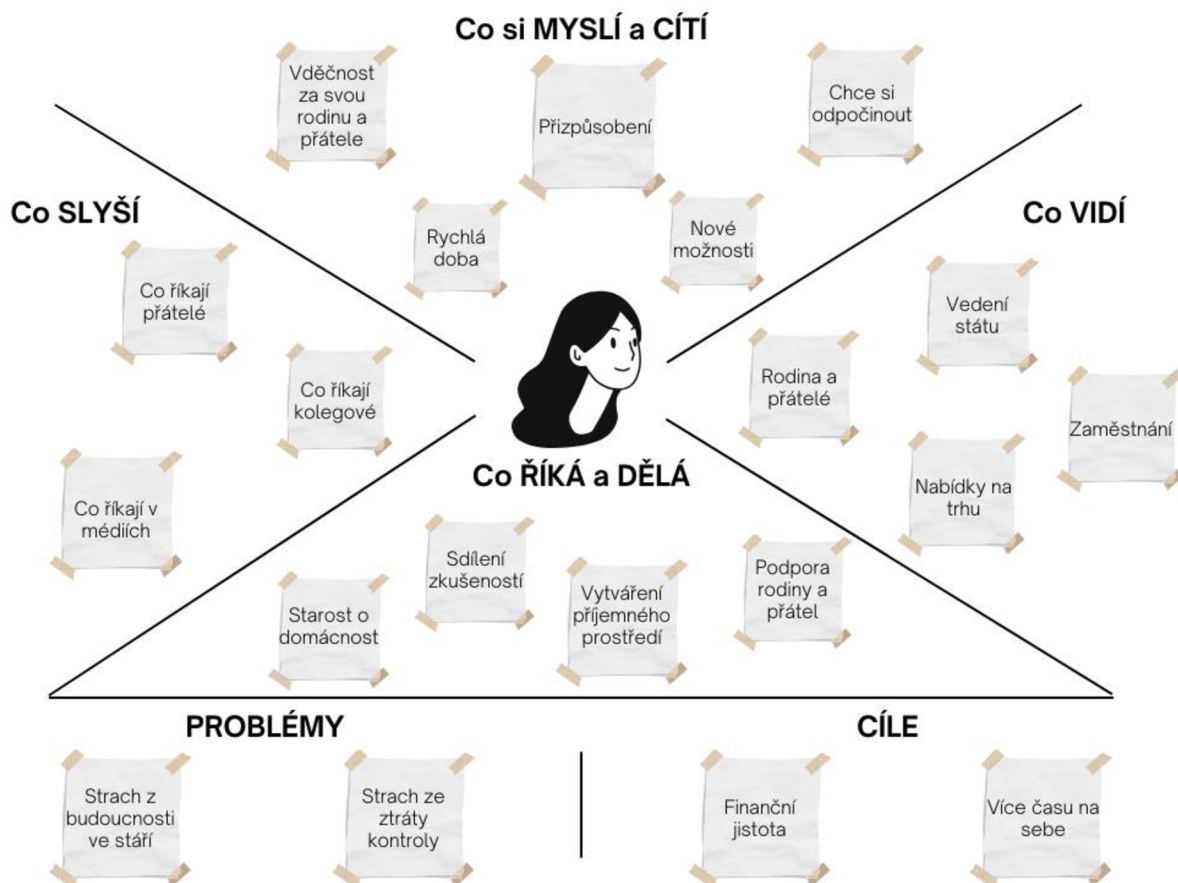 Co si MYSLÍ a CÍTÍ
Vděčnost
za svou
rodinu a
přátele
Přizpůsobení
Chce si
odpočinout
Rychlá
doba
Nové
možnosti
Co SLYŠÍ
Co říkají
přátelé
Co říkají
kolegové
Co říkají v
médiích
Co VIDÍ
Vedení
státu
Rodina a
přátelé
Zaměstnání
Nabídky na
trhu
Co ŘÍKÁ a DĚLÁ
Sdílení
zkušeností
Starost o
domácnost
Vytváření
příjemného
prostředí
Podpora
rodiny a
přátel
PROBLÉMY
Strach z
budoucnosti
ve stáří
Strach ze
ztráty
kontroly
CÍLE
Finanční
jistota
Více času na
sebe